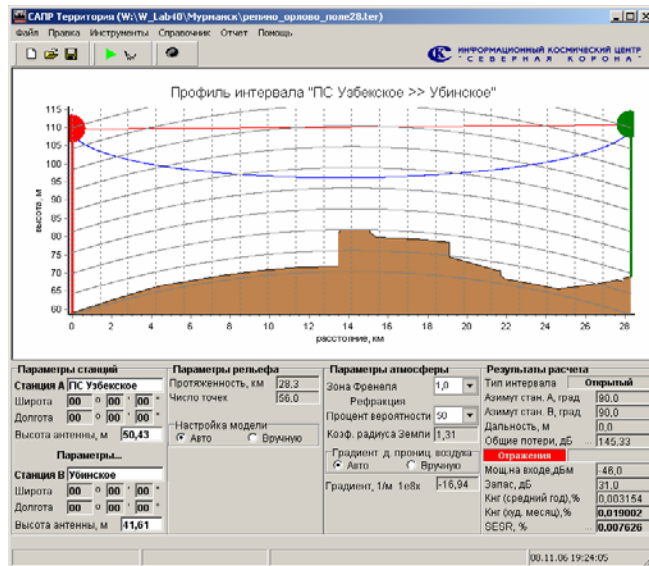 САПР Территория (W:\W_Lab40\Мурманск\репино_орлово_поле28.ter)
Файл Правка Инструменты Справочник Отчет Помощь
ИНФОРМАЦИОННЫЙ КОСМИЧЕСКИЙ ЦЕНТР
"СЕВЕРНАЯ КОРОНА"
Профиль интервала "ПС Узбекское >> Убинское"
115
110
105
100
95
90
85
80
75
70
65
60
высота, м
0 2 4 6 8 10 12 14 16 18 20 22 24 26 28
расстояние, км
Параметры станций
Станция А ПС Узбекское
Широта 00 ° 00 ' 00 "
Долгота 00 ° 00 ' 00 "
Высота антенны, м 50,43
Параметры...
Станция В Убинское
Широта 00 ° 00 ' 00 "
Долгота 00 ° 00 ' 00 "
Высота антенны, м 41,61
Параметры рельефа
Протяженность, км 28.3
Число точек 56.0
Настройка модели
Авто Вручную
Параметры атмосферы
Зона Френеля 1,0
Рефракция
Процент вероятности 50
Коэф. радиуса Земли 1,31
Градиент д. прониц. воздуха
Авто Вручную
Градиент, 1/м 1e8x -16,94
Результаты расчета
Тип интервала Открытый
Азимут стан. А, град 90,0
Азимут стан. В, град 90,0
Дальность, м 0,0
Общие потери, дБ ... 145,33
Отражения
Мощ.на входе,дБм -46,0
Запас, дБ 31,0
Кнг (средний год),% 0,003154
Кнг (худ. месяц),% 0,019002
SESR, % ... 0,007626
08.11.06 19:24:05